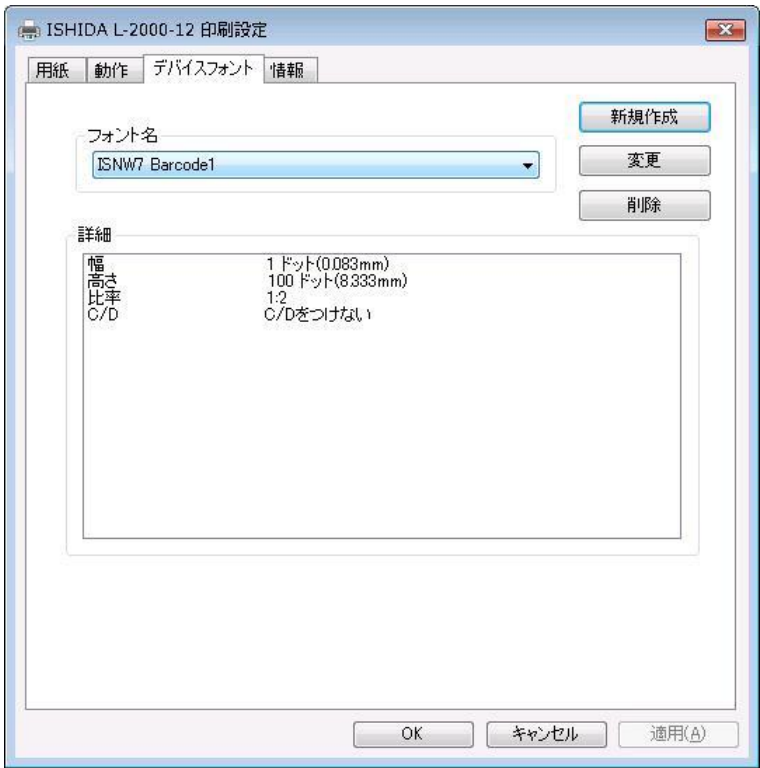 ISHIDA L-2000-12 印刷設定
用紙 動作 デバイスフォント 情報
新規作成
フォント名
ISNW7 Barcode1
変更
削除
詳細
幅 1 ドット(0.083mm)
高さ 100 ドット(8.333mm)
比率 1:2
C/D C/Dをつけない
OK キャンセル 適用(A)